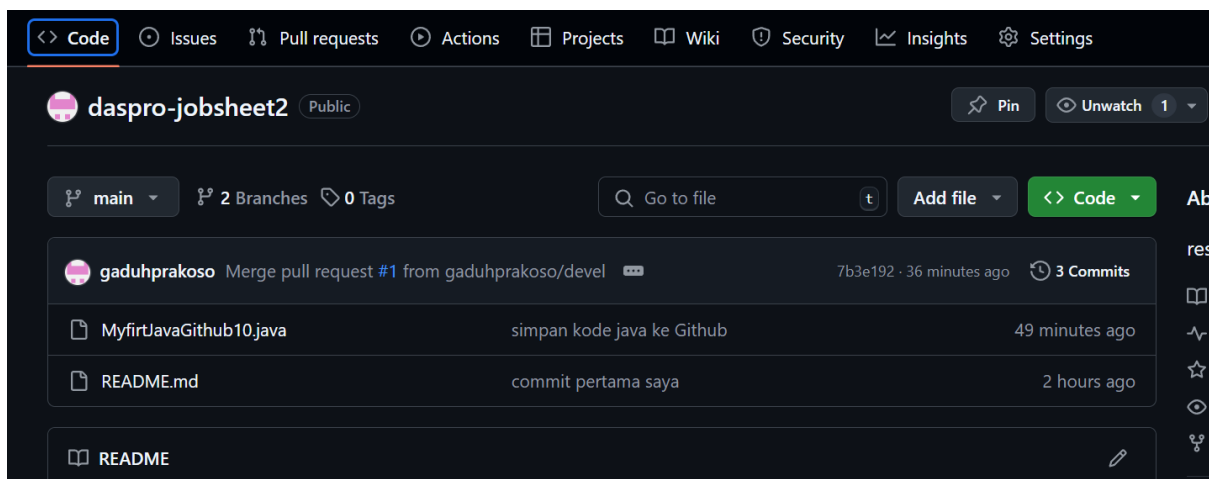 <> Code Issues Pull requests Actions Projects Wiki Security Insights Settings
daspro-jobsheet2 Public Pin Unwatch 1
main 2 Branches 0 Tags Go to file t Add file <> Code Ab
gaduhprakoso Merge pull request #1 from gaduhprakoso/devel ... 7b3e192 · 36 minutes ago 3 Commits
res
MyfirtJavaGithub10.java simpan kode java ke Github 49 minutes ago
README.md commit pertama saya 2 hours ago
README